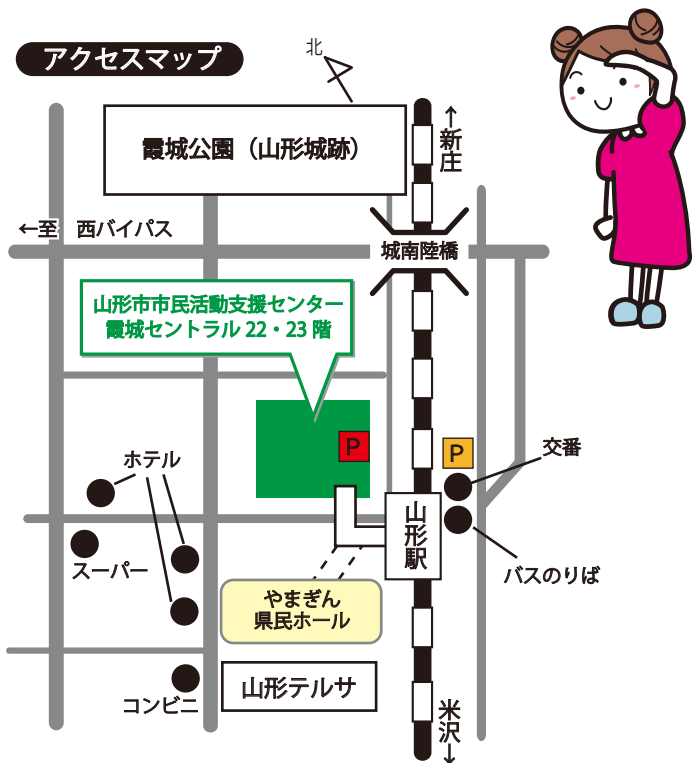 アクセスマップ
北
霞城公園（山形城跡）
↑
新庄
←至　西バイパス
城南陸橋
山形市市民活動支援センター
霞城セントラル 22・23 階
P
P
交番
ホテル
山形駅
スーパー
バスのりば
やまぎん
県民ホール
山形テルサ
コンビニ
米沢
↓